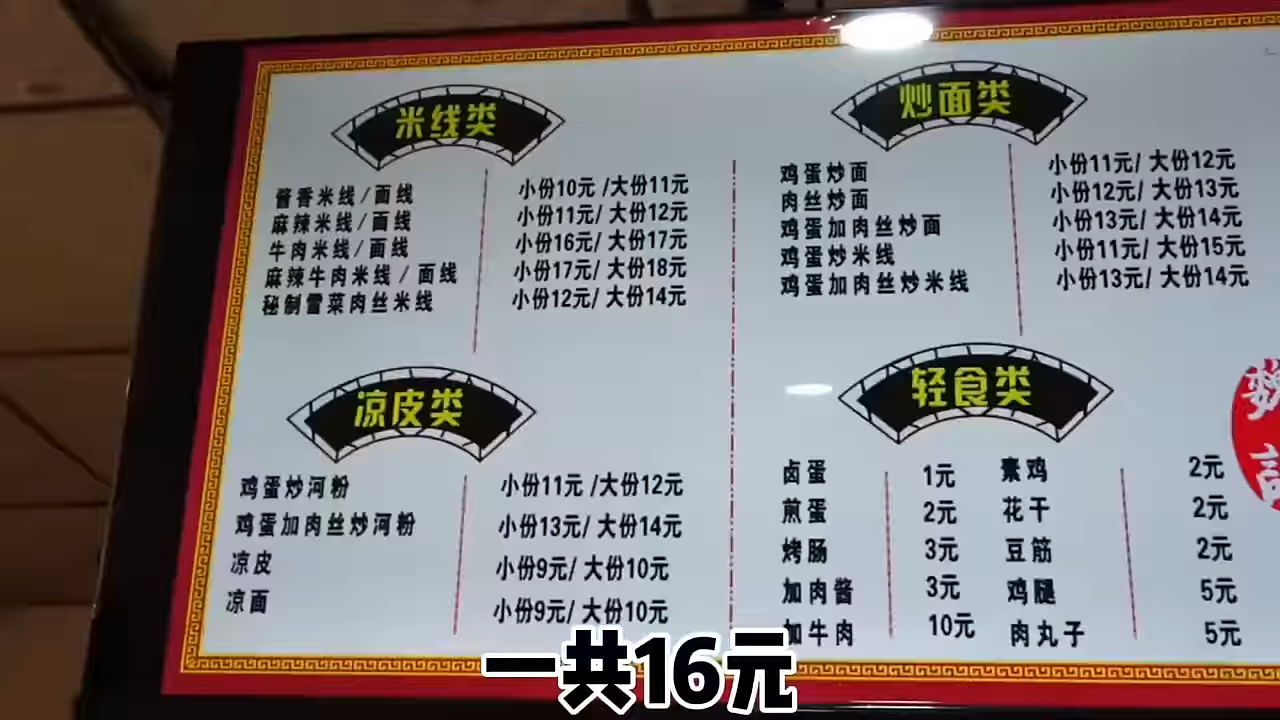 米线类
酱香米线/面线 小份10元/大份11元
麻辣米线/面线 小份11元/大份12元
牛肉米线/面线 小份16元/大份17元
麻辣牛肉米线/面线 小份17元/大份18元
秘制雪菜肉丝米线 小份12元/大份14元
炒面类
鸡蛋炒面 小份11元/大份12元
肉丝炒面 小份12元/大份13元
鸡蛋加肉丝炒面 小份13元/大份14元
鸡蛋炒米线 小份11元/大份15元
鸡蛋加肉丝炒米线 小份13元/大份14元
凉皮类
鸡蛋炒河粉 小份11元/大份12元
鸡蛋加肉丝炒河粉 小份13元/大份14元
凉皮 小份9元/大份10元
凉面 小份9元/大份10元
轻食类
卤蛋 1元 素鸡 2元
煎蛋 2元 花干 2元
烤肠 3元 豆筋 2元
加肉酱 3元 鸡腿 5元
加牛肉 10元 肉丸子 5元
一共16元